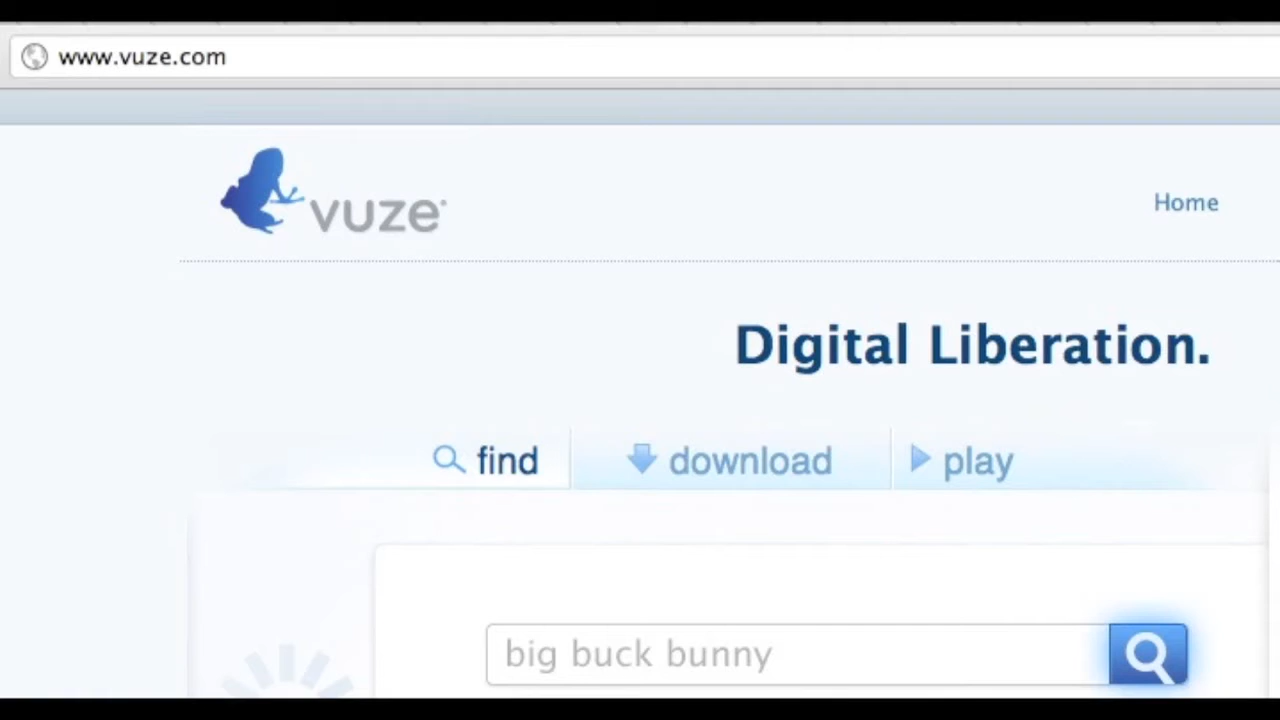 www.vuze.com
vuze
Home
Digital Liberation.
find
download
play
big buck bunny